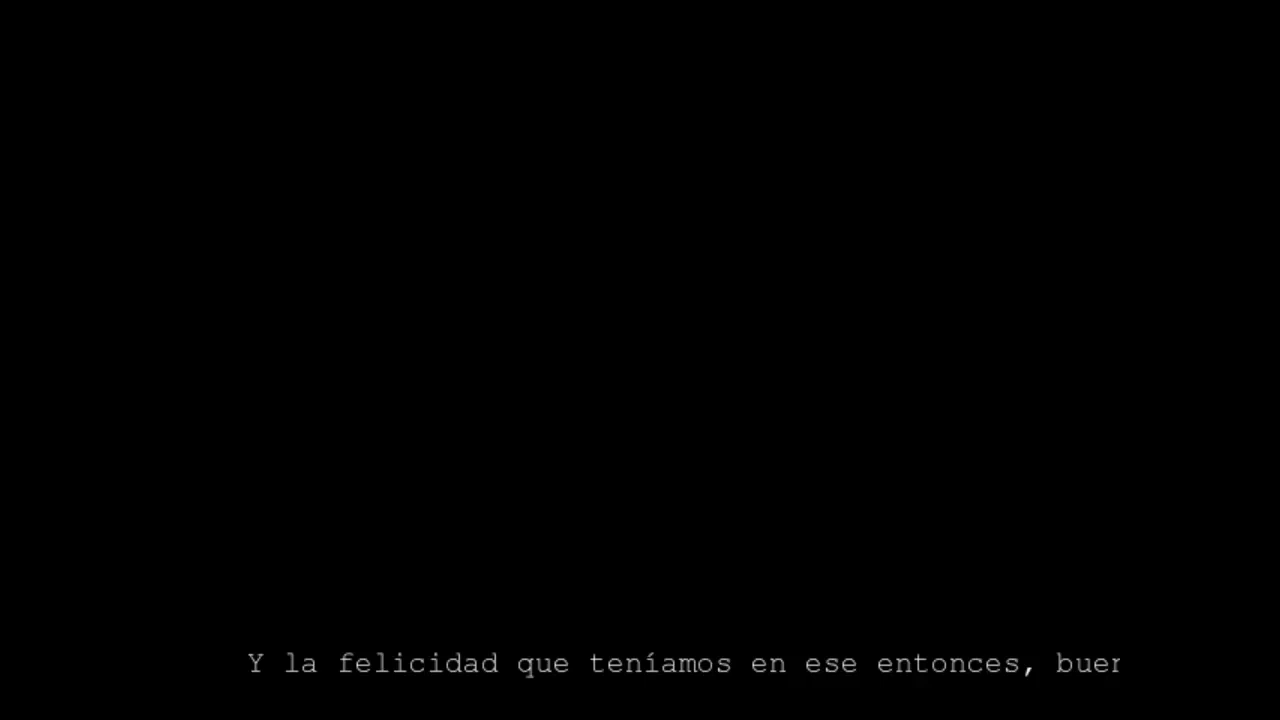 Y la felicidad que teníamos en ese entonces,